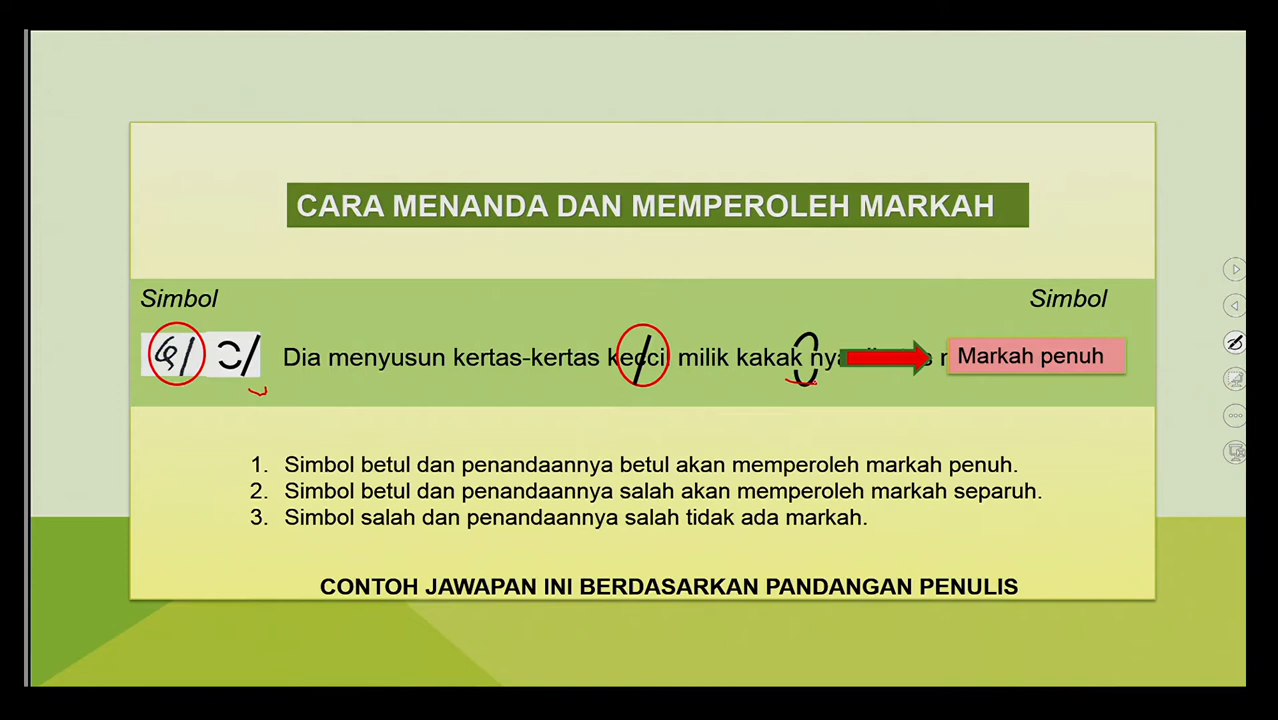 CARA MENANDA DAN MEMPEROLEH MARKAH
Simbol Simbol
Dia menyusun kertas-kertas keccil milik kakak nya Markah penuh
1. Simbol betul dan penandaannya betul akan memperoleh markah penuh.
2. Simbol betul dan penandaannya salah akan memperoleh markah separuh.
3. Simbol salah dan penandaannya salah tidak ada markah.
CONTOH JAWAPAN INI BERDASARKAN PANDANGAN PENULIS